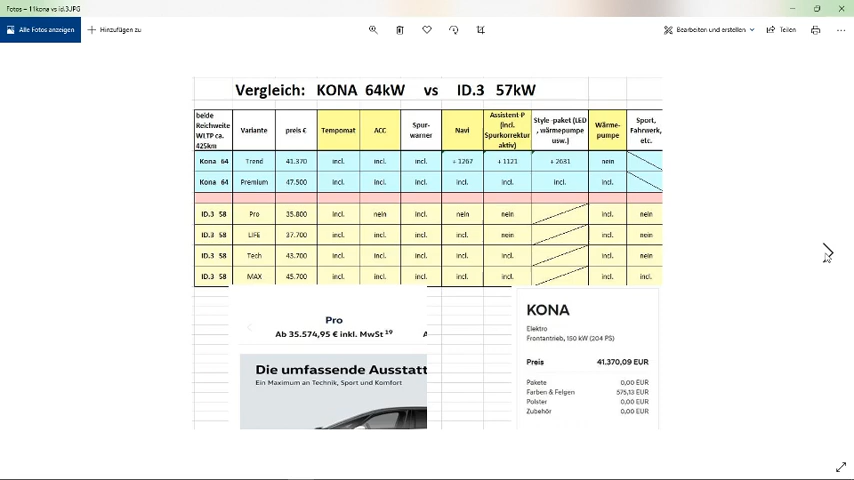 Fotos – 11kona vs id.3.JPG
Alle Fotos anzeigen
Hinzufügen zu
Bearbeiten und erstellen
Teilen
Vergleich: KONA 64kW vs ID.3 57kW
beide Reichweite WLTP ca. 425km Variante preis € Tempomat ACC Spur-warner Navi Assistent-P (incl. Spurkorrektur aktiv) Style -paket (LED , wärmepumpe usw.) Wärme-pumpe Sport, Fahrwerk, etc.
Kona 64 Trend 41.370 incl. incl. incl. + 1267 + 1121 + 2631 nein
Kona 64 Premium 47.500 incl. incl. incl. incl. incl. incl. incl.
ID.3 58 Pro 35.800 incl. nein incl. nein nein incl. nein
ID.3 58 LIFE 37.700 incl. incl. incl. incl. nein incl. nein
ID.3 58 Tech 43.700 incl. incl. incl. incl. incl. incl. nein
ID.3 58 MAX 45.700 incl. incl. incl. incl. incl. incl. incl.
Pro
Ab 35.574,95 € inkl. MwSt 19
Die umfassende Ausstatt
Ein Maximum an Technik, Sport und Komfort
KONA
Elektro
Frontantrieb, 150 kW (204 PS)
Preis 41.370,09 EUR
Pakete 0,00 EUR
Farben & Felgen 575,13 EUR
Polster 0,00 EUR
Zubehör 0,00 EUR